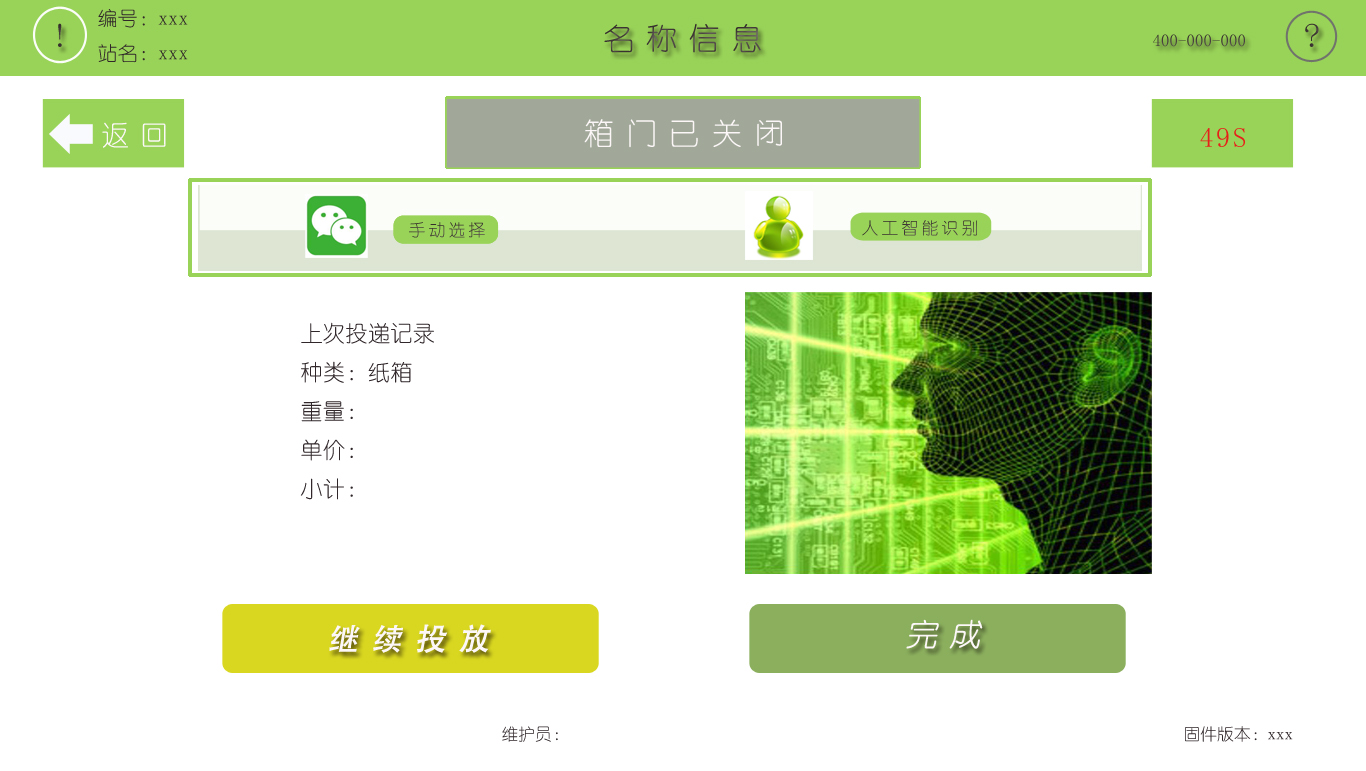 !
编号：xxx
站名：xxx
名称信息
400-000-000
?
返回
箱门已关闭
49S
手动选择
人工智能识别
上次投递记录
种类：纸箱
重量：
单价：
小计：
继续投放
完成
维护员：
固件版本：xxx